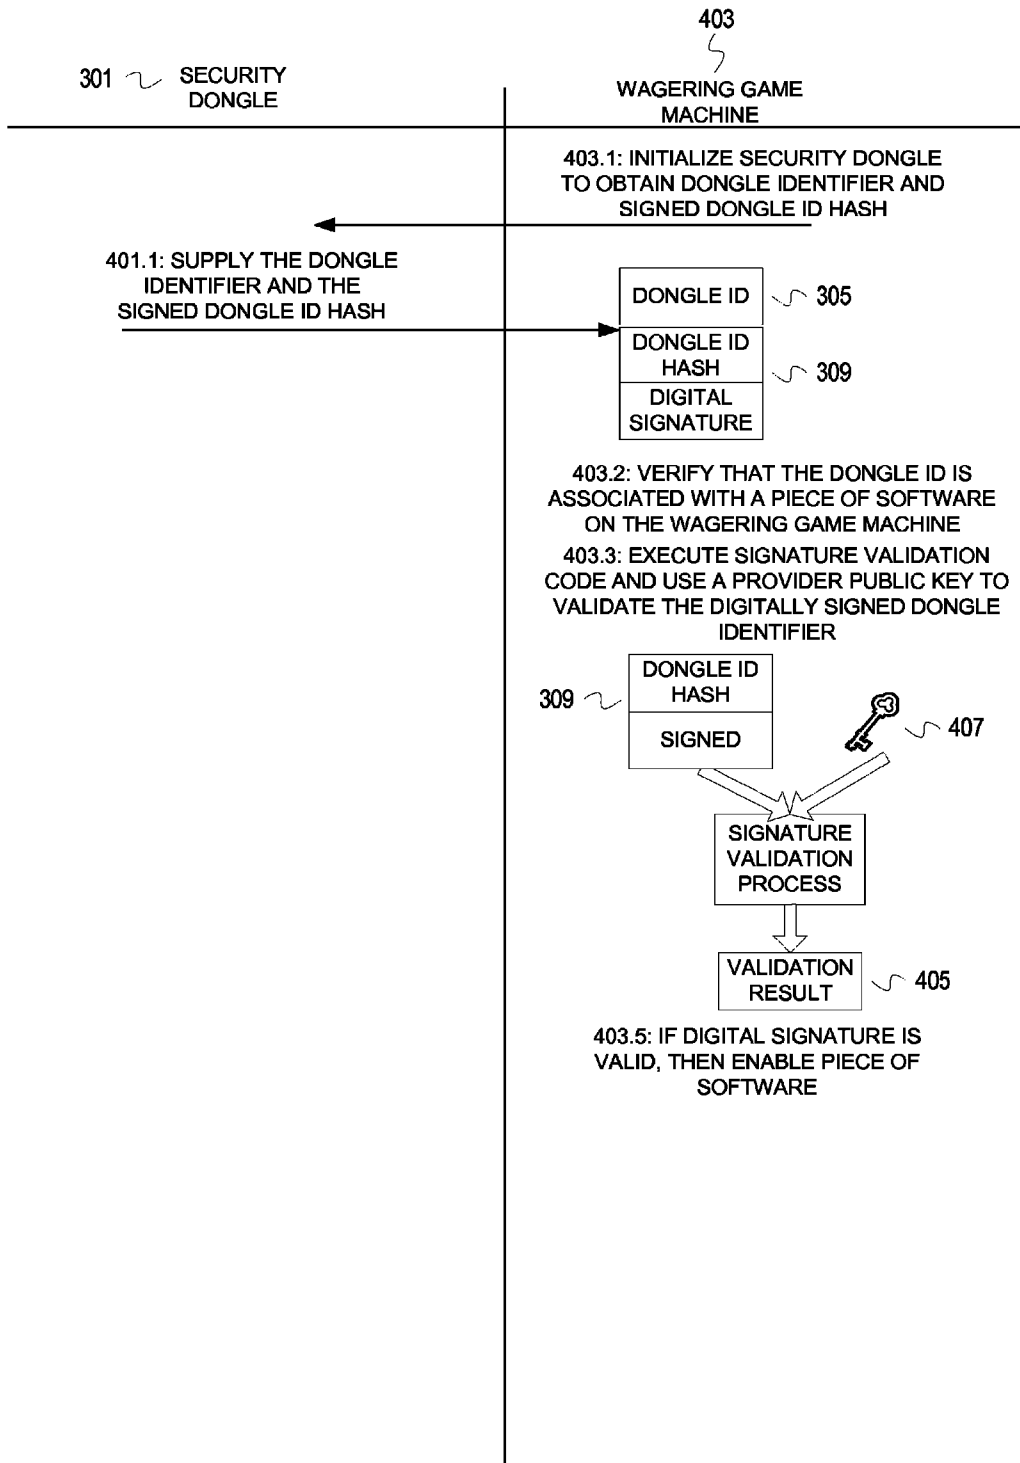 403
301
SECURITY
DONGLE
WAGERING GAME
MACHINE
403.1: INITIALIZE SECURITY DONGLE
TO OBTAIN DONGLE IDENTIFIER AND
SIGNED DONGLE ID HASH
401.1: SUPPLY THE DONGLE
IDENTIFIER AND THE
SIGNED DONGLE ID HASH
DONGLE ID
305
DONGLE ID
HASH
309
DIGITAL
SIGNATURE
403.2: VERIFY THAT THE DONGLE ID IS
ASSOCIATED WITH A PIECE OF SOFTWARE
ON THE WAGERING GAME MACHINE
403.3: EXECUTE SIGNATURE VALIDATION
CODE AND USE A PROVIDER PUBLIC KEY TO
VALIDATE THE DIGITALLY SIGNED DONGLE
IDENTIFIER
DONGLE ID
HASH
309
SIGNED
407
SIGNATURE
VALIDATION
PROCESS
VALIDATION
RESULT
405
403.5: IF DIGITAL SIGNATURE IS
VALID, THEN ENABLE PIECE OF
SOFTWARE